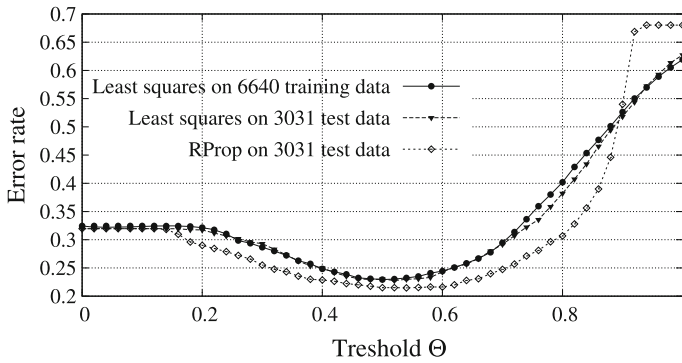 0.7
0.65
0.6
0.55
0.5
0.45
0.4
0.35
0.3
0.25
0.2
Error rate
Least squares on 6640 training data
Least squares on 3031 test data
RProp on 3031 test data
0 0.2 0.4 0.6 0.8
Treshold Θ